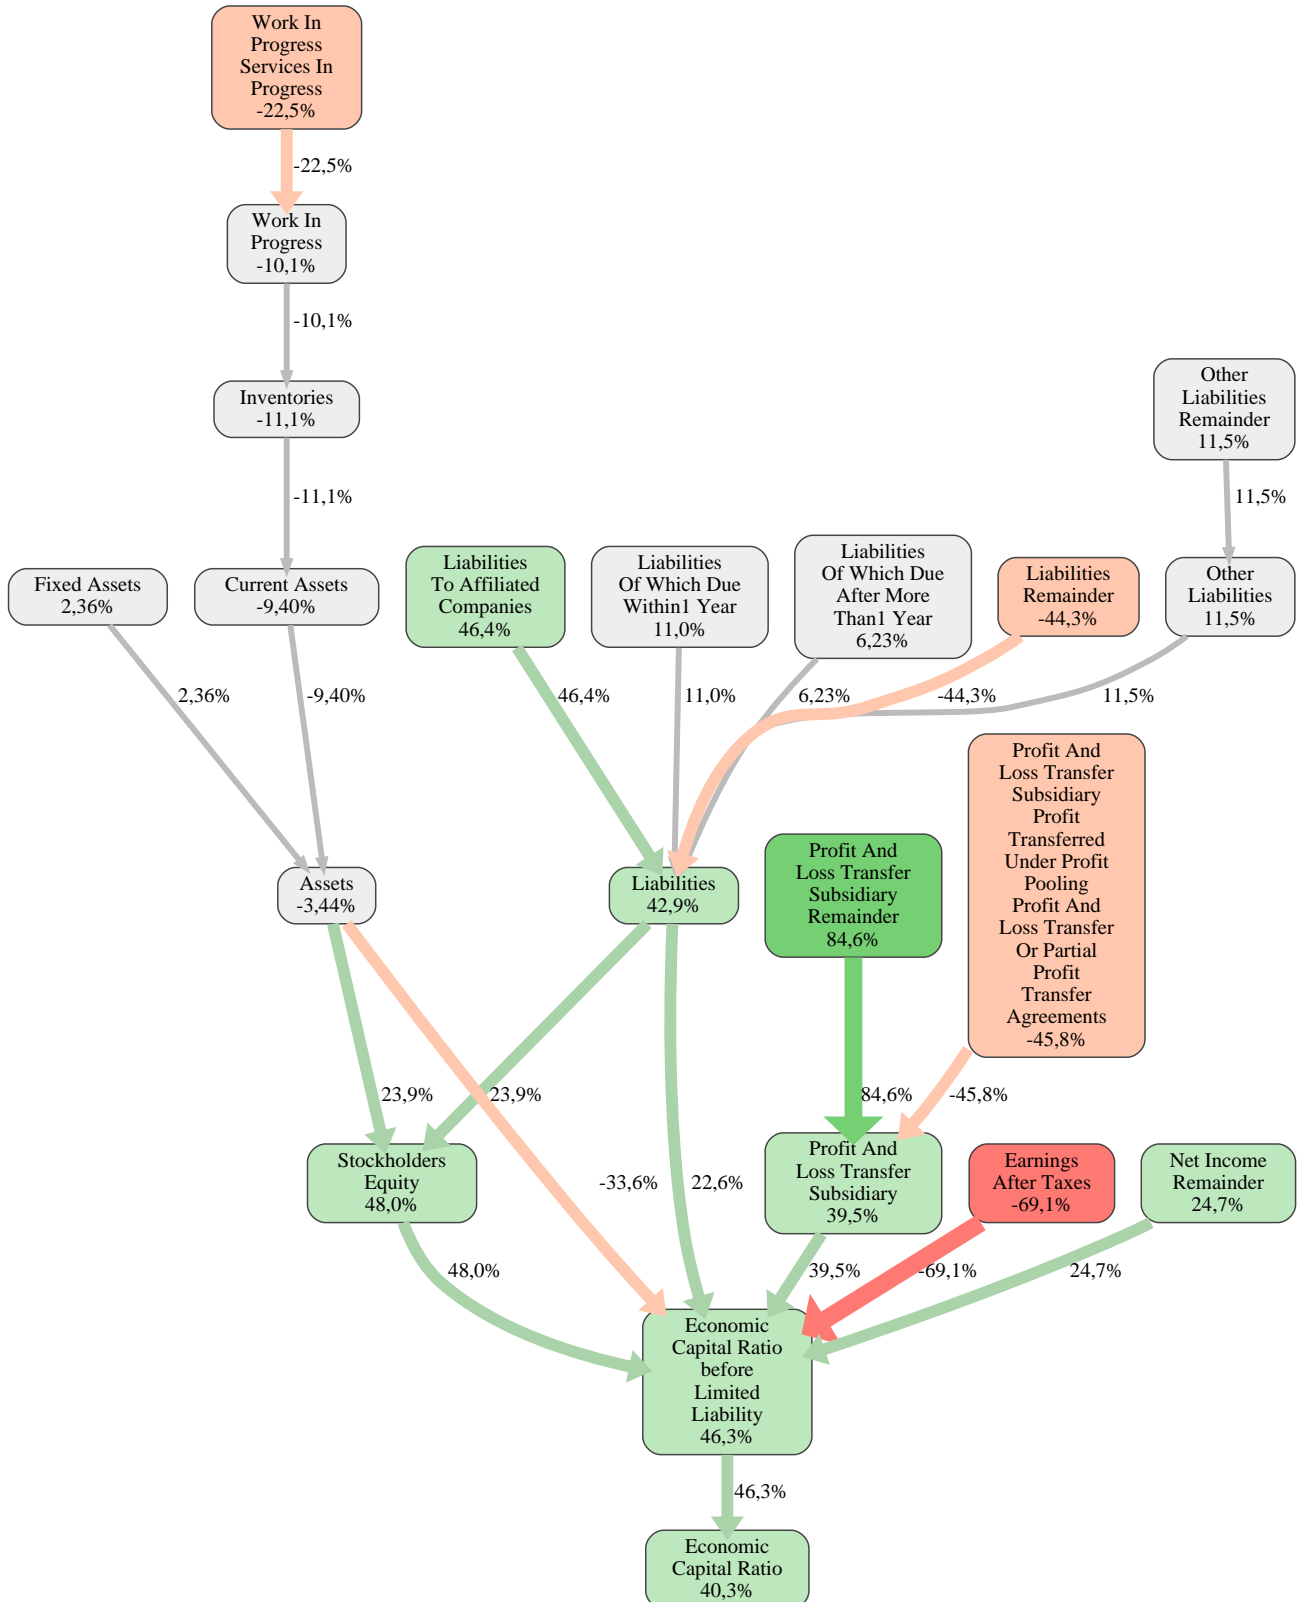 Work In
Progress
Services In
Progress
-22,5%
-22,5%
Work In
Progress
-10,1%
-10,1%
Inventories
-11,1%
Other
Liabilities
Remainder
11,5%
-11,1%
11,5%
Fixed Assets
2,36%
Current Assets
-9,40%
Liabilities
To Affiliated
Companies
46,4%
Liabilities
Of Which Due
Within1 Year
11,0%
Liabilities
Of Which Due
After More
Than1 Year
6,23%
Liabilities
Remainder
-44,3%
Other
Liabilities
11,5%
2,36%
-9,40%
46,4%
11,0%
6,23%
-44,3%
11,5%
Profit And
Loss Transfer
Subsidiary
Profit
Transferred
Under Profit
Pooling
Profit And
Loss Transfer
Or Partial
Profit
Transfer
Agreements
-45,8%
Profit And
Loss Transfer
Subsidiary
Remainder
84,6%
Assets
-3,44%
Liabilities
42,9%
23,9%
23,9%
84,6%
-45,8%
Stockholders
Equity
48,0%
-33,6%
22,6%
Profit And
Loss Transfer
Subsidiary
39,5%
Earnings
After Taxes
-69,1%
Net Income
Remainder
24,7%
48,0%
39,5%
-69,1%
24,7%
Economic
Capital Ratio
before
Limited
Liability
46,3%
46,3%
Economic
Capital Ratio
40,3%